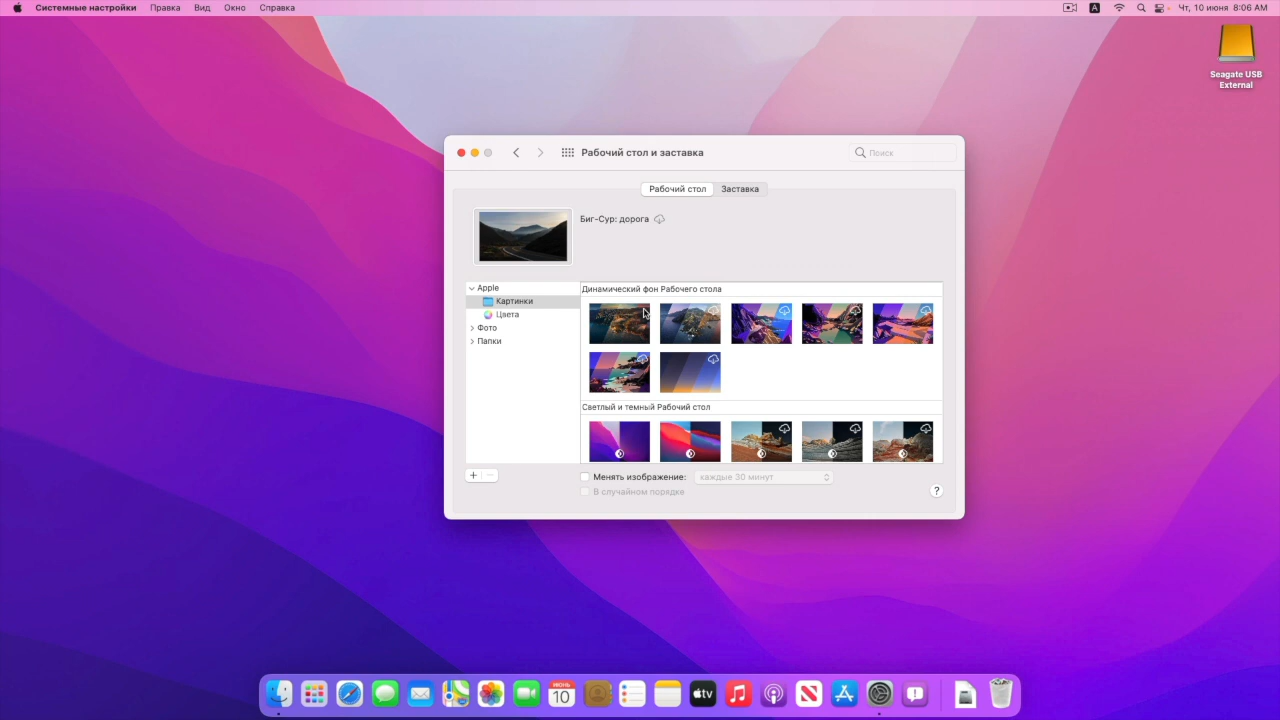 Системные настройки Правка Вид Окно Справка
A
Чт, 10 июня 8:06 AM
Seagate USB
External
Рабочий стол и заставка
Поиск
Рабочий стол Заставка
Биг-Сур: дорога
Apple
Картинки
Цвета
Фото
Папки
Динамический фон Рабочего стола
Светлый и темный Рабочий стол
+ −
Менять изображение: каждые 30 минут
В случайном порядке
?
ИЮНЬ
10
tv